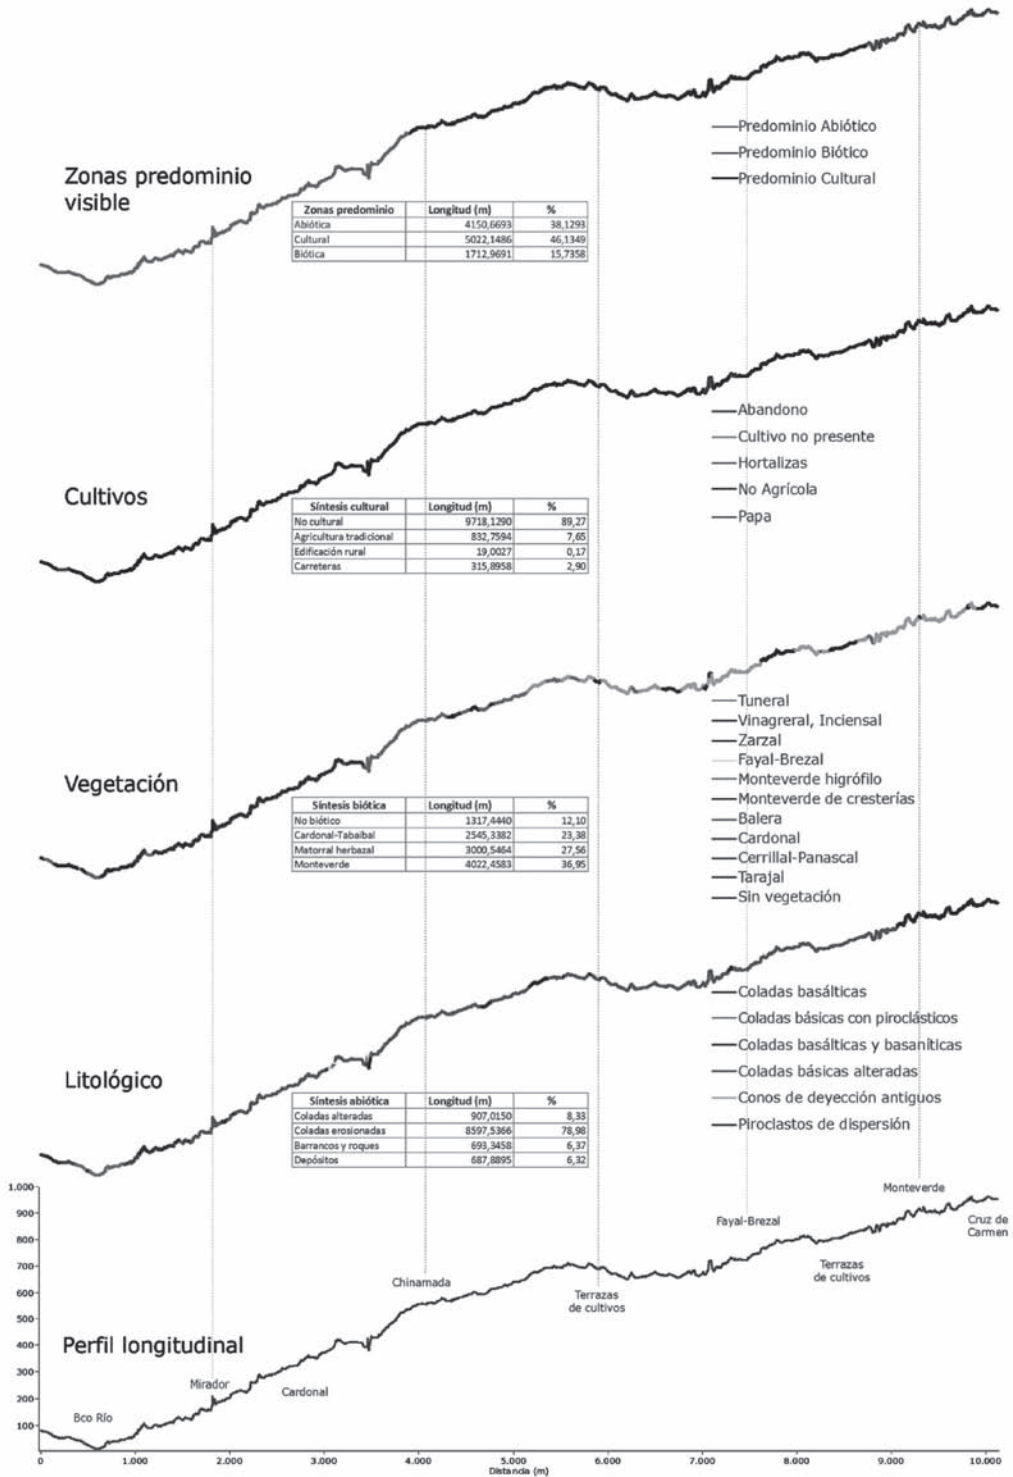 Zonas predominio
visible
Predominio Abiótico
Predominio Biótico
Predominio Cultural
Zonas predominio Longitud (m) %
Abiótica 4150,6693 38,1293
Cultural 5022,1486 46,1349
Biótica 1712,9691 15,7358
Cultivos
Abandono
Cultivo no presente
Hortalizas
No Agrícola
Papa
Síntesis cultural Longitud (m) %
No cultural 9718,1290 89,27
Agricultura tradicional 832,7594 7,65
Edificación rural 19,0027 0,17
Carreteras 315,8958 2,90
Vegetación
Tuneral
Vinagreral, Inciensal
Zarzal
Fayal-Brezal
Monteverde higrófilo
Monteverde de cresterías
Balera
Cardonal
Cerrillal-Panascal
Tarajal
Sin vegetación
Síntesis biótica Longitud (m) %
No biótico 1317,4440 12,10
Cardonal-Tabaibal 2545,3382 23,38
Matorral herbazal 3000,5464 27,56
Monteverde 4022,4583 36,95
Litológico
Coladas basálticas
Coladas básicas con piroclásticos
Coladas basálticas y basaníticas
Coladas básicas alteradas
Conos de deyección antiguos
Piroclastos de dispersión
Síntesis abiótica Longitud (m) %
Coladas alteradas 907,0150 8,33
Coladas erosionadas 8597,5366 78,98
Barrancos y roques 693,3458 6,37
Depósitos 687,8895 6,32
Perfil longitudinal
1.000
900
800
700
600
500
400
300
200
100
Bco Río
Mirador
Cardonal
Chinamada
Terrazas
de cultivos
Fayal-Brezal
Terrazas
de cultivos
Monteverde
Cruz de
Carmen
0 1.000 2.000 3.000 4.000 5.000 6.000 7.000 8.000 9.000 10.000
Distancia (m)